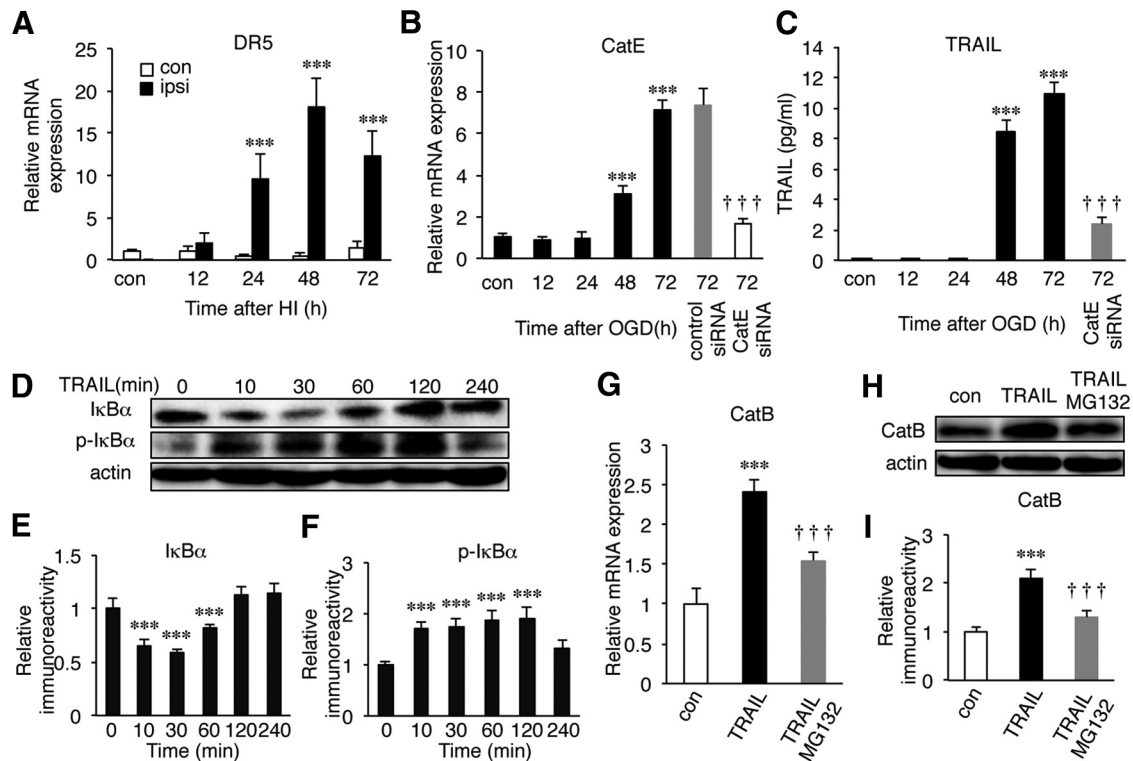 A
DR5
Relative mRNA
expression
25
20
15
10
5
0
con
ipsi
***
***
***
con 12 24 48 72
Time after HI (h)
B
CatE
Relative mRNA expression
10
8
6
4
2
0
***
***
†††
con 12 24 48 72 72 72
Time after OGD(h)
control
siRNA
CatE
siRNA
C
TRAIL
TRAIL (pg/ml)
14
12
10
8
6
4
2
0
***
***
†††
con 12 24 48 72 72
Time after OGD (h)
CatE
siRNA
D
TRAIL(min) 0 10 30 60 120 240
IκBα
p-IκBα
actin
E
IκBα
Relative
immunoreactivity
1.5
1
0.5
0
***
***
***
0 10 30 60 120 240
Time (min)
F
p-IκBα
Relative
immunoreactivity
3
2
1
0
*** *** *** ***
0 10 30 60 120 240
Time (min)
G
CatB
Relative mRNA expression
3
2.5
2
1.5
1
0.5
0
***
†††
con
TRAIL
TRAIL
MG132
H
con TRAIL TRAIL
MG132
CatB
actin
I
CatB
Relative
immunoreactivity
3
2
1
0
***
†††
con
TRAIL
TRAIL
MG132